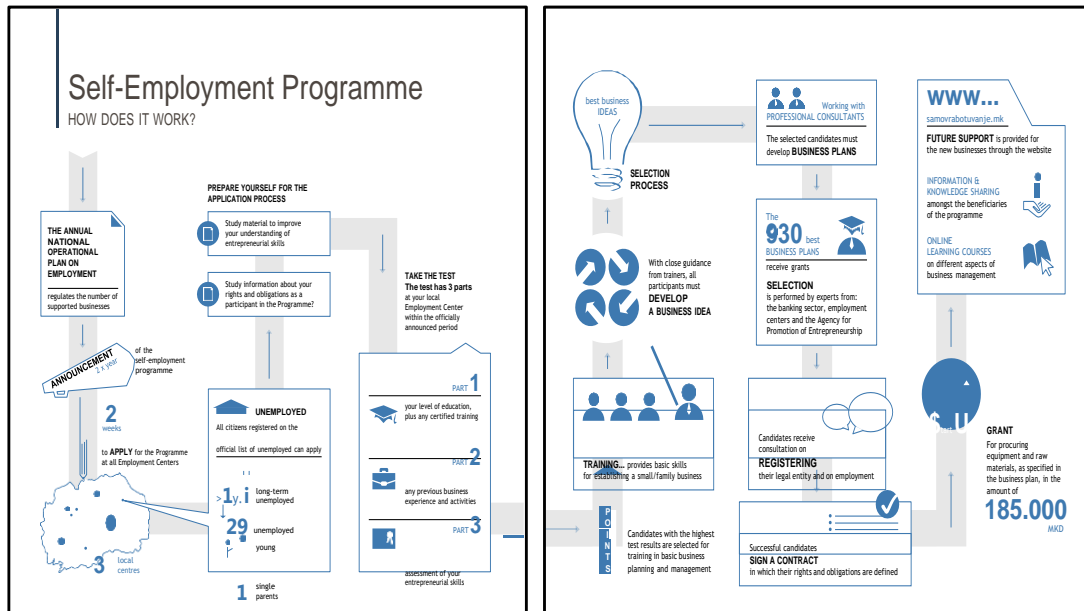 Self-Employment Programme
HOW DOES IT WORK?
THE ANNUAL
NATIONAL
OPERATIONAL
PLAN ON
EMPLOYMENT
regulates the number of
supported businesses
ANNOUNCEMENT
2 x year
of the
self-employment
programme
2
weeks
to APPLY for the Programme
at all Employment Centers
3 local
centres
PREPARE YOURSELF FOR THE
APPLICATION PROCESS
Study material to improve
your understanding of
entrepreneurial skills
Study information about your
rights and obligations as a
participant in the Programme?
UNEMPLOYED
All citizens registered on the
official list of unemployed can apply
>1y.
long-term
unemployed
29 unemployed
young
1 single
parents
TAKE THE TEST
The test has 3 parts
at your local
Employment Center
within the officially
announced period
PART 1
your level of education,
plus any certified training
PART 2
any previous business
experience and activities
PART 3
assessment of your
entrepreneurial skills
POINTS
Candidates with the highest
test results are selected for
training in basic business
planning and management
TRAINING... provides basic skills
for establishing a small/family business
With close guidance
from trainers, all
participants must
DEVELOP
A BUSINESS IDEA
best business
IDEAS
SELECTION
PROCESS
Working with
PROFESSIONAL CONSULTANTS
The selected candidates must
develop BUSINESS PLANS
The
930 best
BUSINESS PLANS
receive grants
SELECTION
is performed by experts from:
the banking sector, employment
centers and the Agency for
Promotion of Entrepreneurship
Candidates receive
consultation on
REGISTERING
their legal entity and on employment
Successful candidates
SIGN A CONTRACT
in which their rights and obligations are defined
GRANT
For procuring
equipment and raw
materials, as specified in
the business plan, in the
amount of
185.000
MKD
WWW...
samovrabotuvanje.mk
FUTURE SUPPORT is provided for
the new businesses through the website
INFORMATION &
KNOWLEDGE SHARING
amongst the beneficiaries
of the programme
ONLINE
LEARNING COURSES
on different aspects of
business management